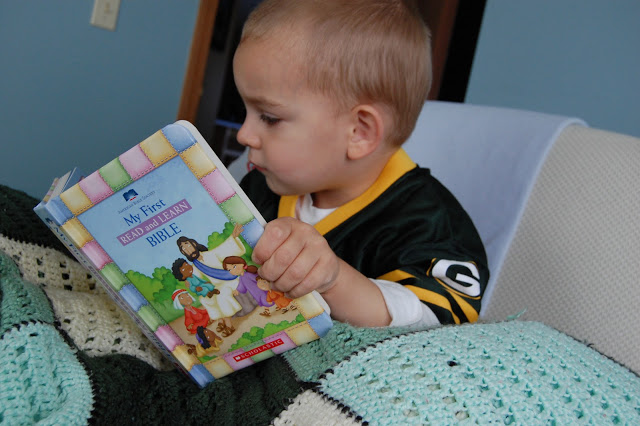 My First
READ and LEARN
BIBLE
SCHOLASTIC
G